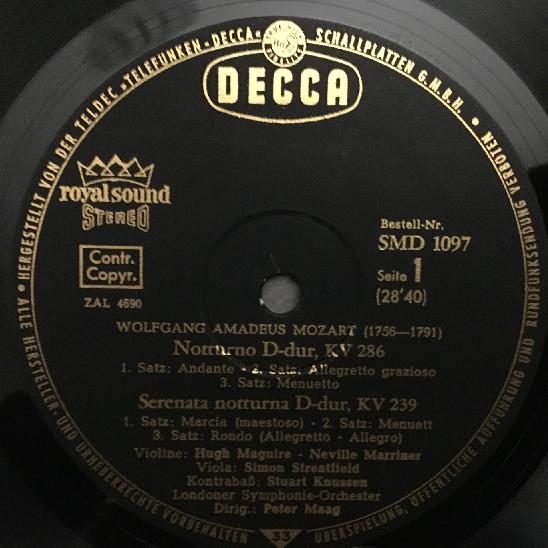 HERGESTELLT VON DER TELDEC »TELEFUNKEN-DECCA« SCHALLPLATTEN G.M.B.H.
DECCA
royal sound
STEREO
Contr.
Copyr.
ZAL 4690
Bestell-Nr.
SMD 1097
Seite 1
(28'40)
WOLFGANG AMADEUS MOZART (1756—1791)
Notturno D-dur, KV 286
1. Satz: Andante - 2. Satz: Allegretto grazioso
3. Satz: Menuetto
Serenata notturna D-dur, KV 239
1. Satz: Marcia (maestoso) - 2. Satz: Menuett
3. Satz: Rondo (Allegretto - Allegro)
Violine: Hugh Maguire - Neville Marriner
Viola: Simon Streatfield
Kontrabaß: Stuart Knussen
Londoner Symphonie-Orchester
Dirig.: Peter Maag
• ALLE HERSTELLER- UND URHEBERRECHTE VORBEHALTEN
33
ÜBERSPIELUNG, ÖFFENTLICHE AUFFÜHRUNG UND RUNDFUNKSENDUNG VERBOTEN •